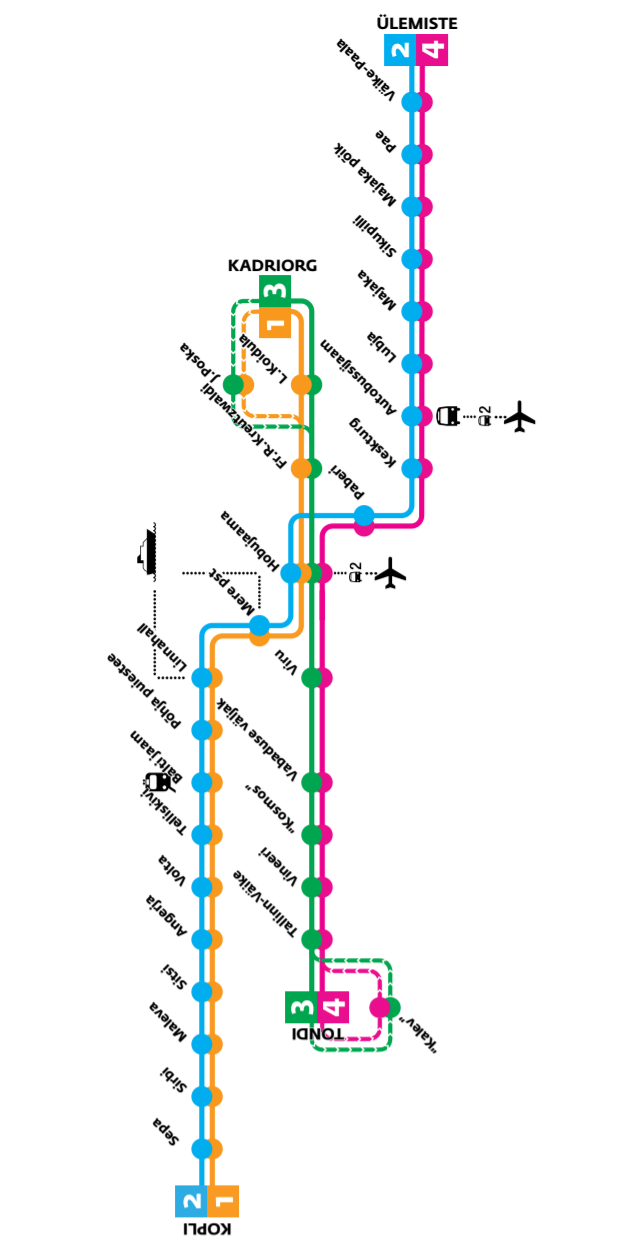 ÜLEMISTE
2
4
Väike-Paala
Pae
Majaka põik
Sikupilli
Majaka
Lubja
Autobussijaam
2
Keskturg
Paberi
KADRIORG
3
1
L.Koidula
J.Poska
Fr.R.Kreutzwaldi
Hobujaama
2
Mere pst
Linnahall
Põhja puiestee
Balti jaam
Telliskivi
Volta
Angerja
Sitsi
Maleva
Sirbi
Sepa
2
1
KOPLI
Viru
Vabaduse väljak
"Kosmos"
Vineeri
Tallinn-Väike
3
4
TONDI
"Kalev"